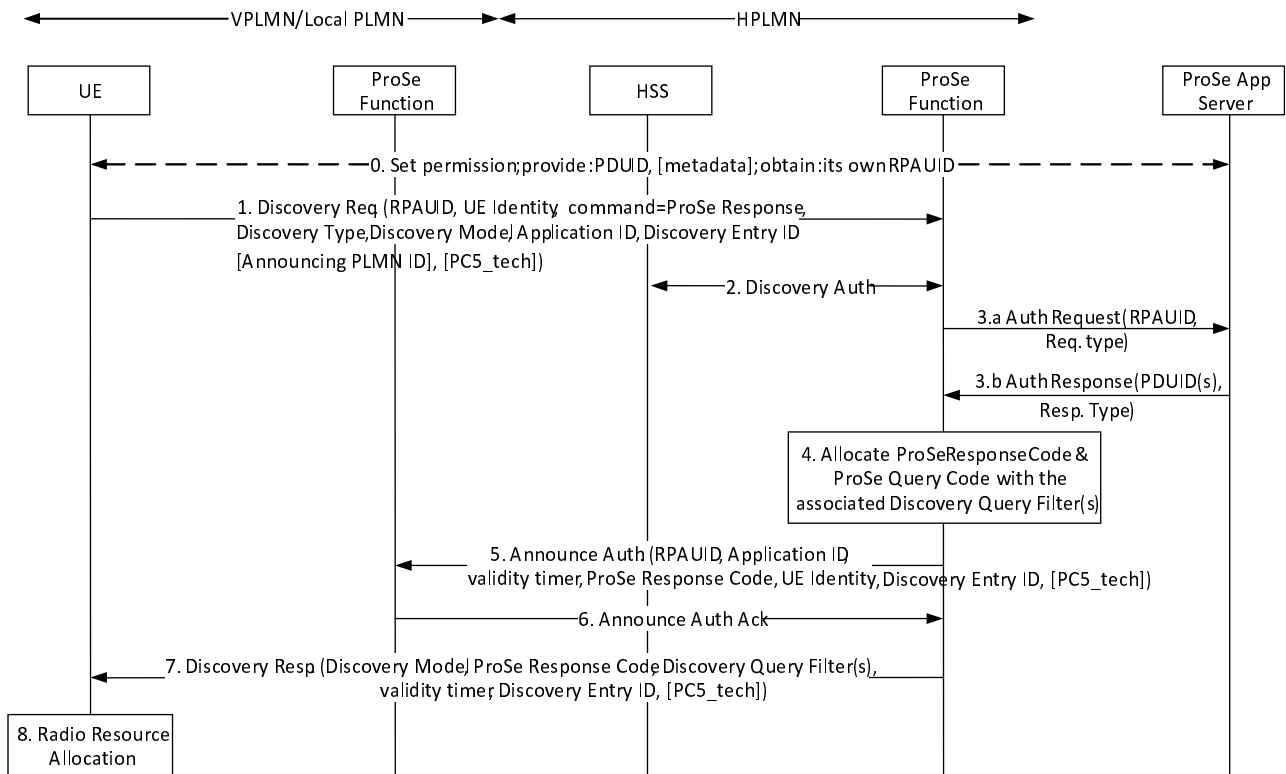 VPLMN/Local PLMN
HPLMN
UE
ProSe
Function
HSS
ProSe
Function
ProSe App
Server
0. Set permission; provide: PDUID, [metadata]; obtain: its own RPAUID
1. Discovery Req. (RPAUID, UE Identity, command=ProSe Response,
Discovery Type, Discovery Mode, Application ID, Discovery Entry ID
[Announcing PLMN ID], [PC5_tech])
2. Discovery Auth
3.a Auth Request(RPAUID,
Req. type)
3.b Auth Response(PDUID(s),
Resp. Type)
4. Allocate ProSe Response Code &
ProSe Query Code with the
associated Discovery Query Filter(s)
5. Announce Auth. (RPAUID, Application ID,
validity timer, ProSe Response Code, UE Identity, Discovery Entry ID, [PC5_tech])
6. Announce Auth Ack
7. Discovery Resp. (Discovery Mode, ProSe Response Code, Discovery Query Filter(s),
validity timer, Discovery Entry ID, [PC5_tech])
8. Radio Resource
Allocation